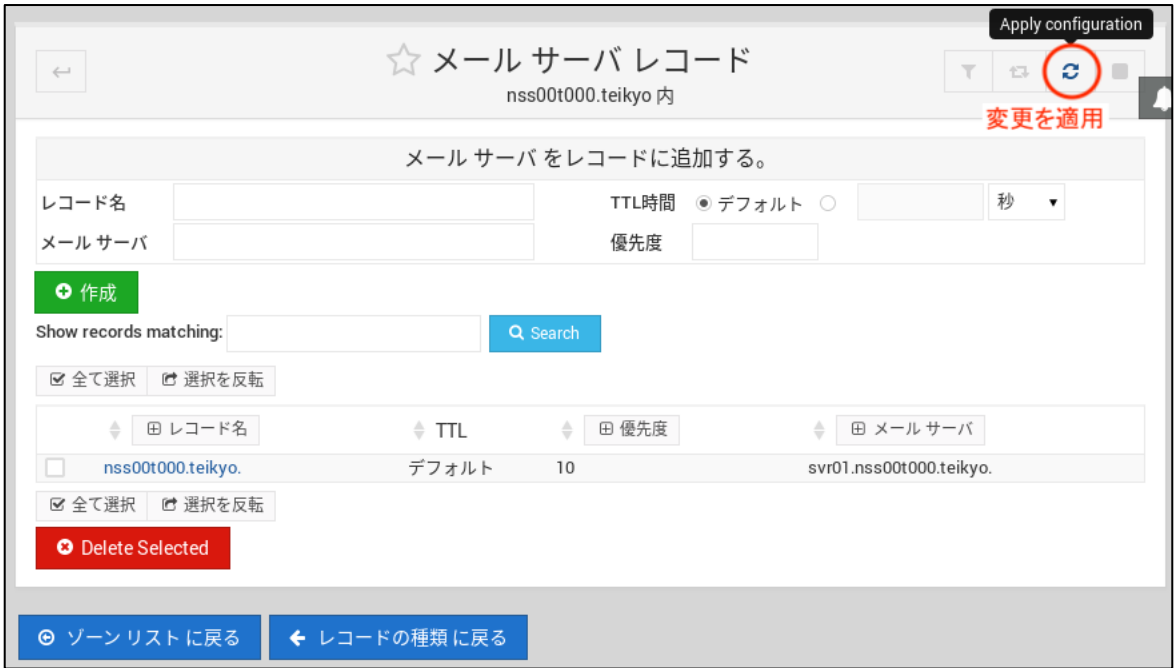 Apply configuration
メール サーバ レコード
nss00t000.teikyo 内
変更を適用
メール サーバ をレコードに追加する。
レコード名 TTL時間 デフォルト 秒
メール サーバ 優先度
作成
Show records matching: Search
全て選択 選択を反転
レコード名 TTL 優先度 メール サーバ
nss00t000.teikyo. デフォルト 10 svr01.nss00t000.teikyo.
全て選択 選択を反転
Delete Selected
ゾーン リスト に戻る レコードの種類 に戻る